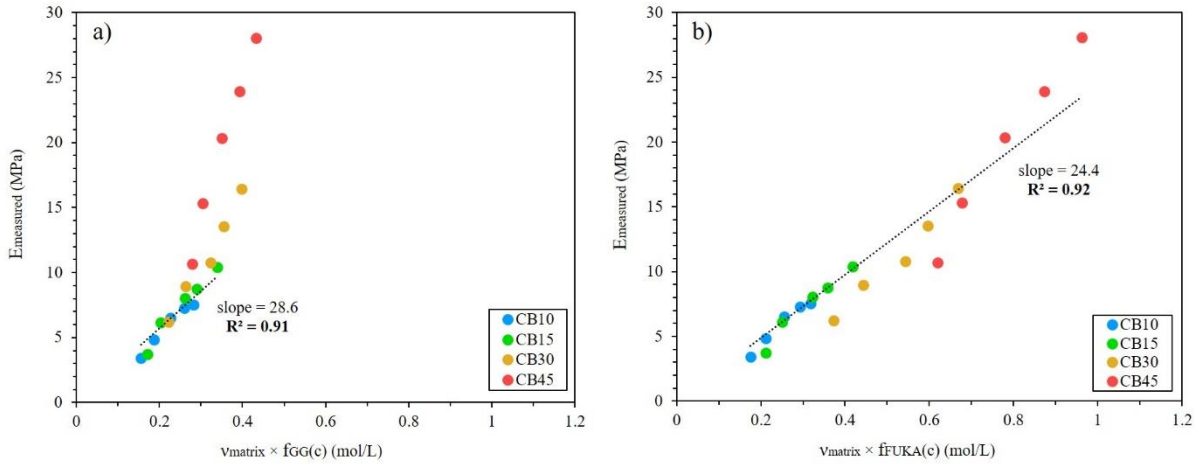 a)
30
25
20
15
10
5
0
Emeasured (MPa)
slope = 28.6
R² = 0.91
CB10
CB15
CB30
CB45
0 0.2 0.4 0.6 0.8 1 1.2
νmatrix × fGG(c) (mol/L)
b)
30
25
20
15
10
5
0
Emeasured (MPa)
slope = 24.4
R² = 0.92
CB10
CB15
CB30
CB45
0 0.2 0.4 0.6 0.8 1 1.2
νmatrix × fFUKA(c) (mol/L)